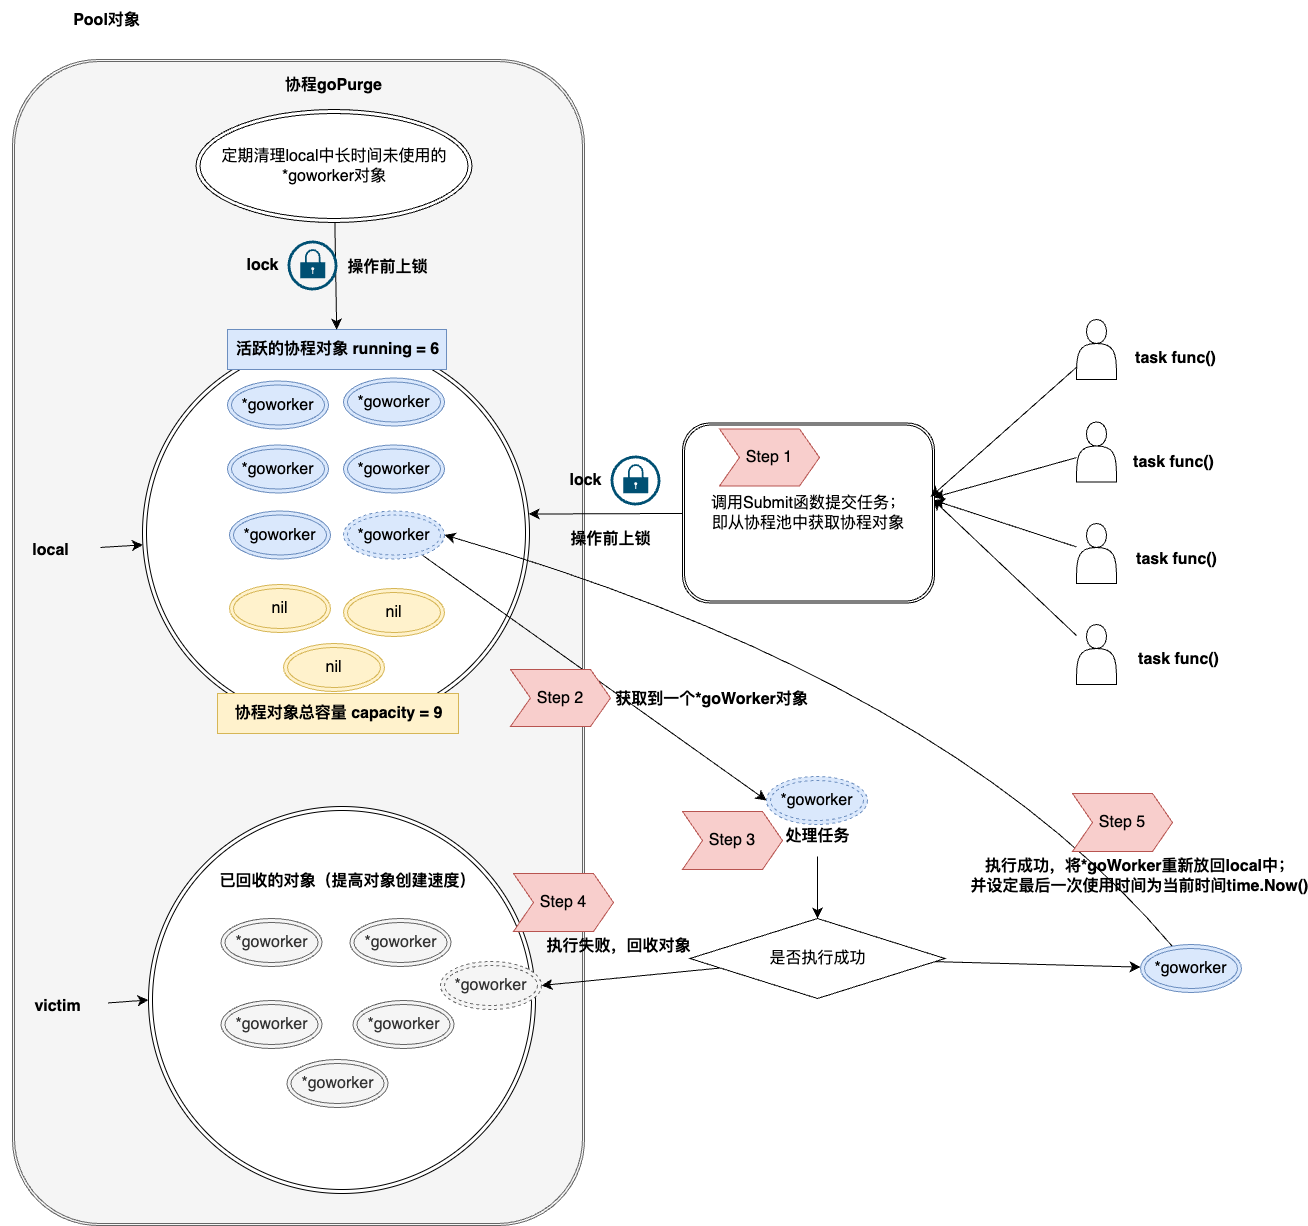 Pool对象
协程goPurge
定期清理local中长时间未使用的
*goworker对象
lock
操作前上锁
活跃的协程对象 running = 6
*goworker
*goworker
*goworker
*goworker
*goworker
*goworker
nil
nil
nil
协程对象总容量 capacity = 9
local
lock
操作前上锁
Step 1
调用Submit函数提交任务；
即从协程池中获取协程对象
task func()
task func()
task func()
task func()
Step 2
获取到一个*goWorker对象
*goworker
Step 3
处理任务
是否执行成功
Step 4
执行失败，回收对象
*goworker
Step 5
执行成功，将*goWorker重新放回local中；
并设定最后一次使用时间为当前时间time.Now()
*goworker
已回收的对象（提高对象创建速度）
*goworker
*goworker
*goworker
*goworker
*goworker
victim